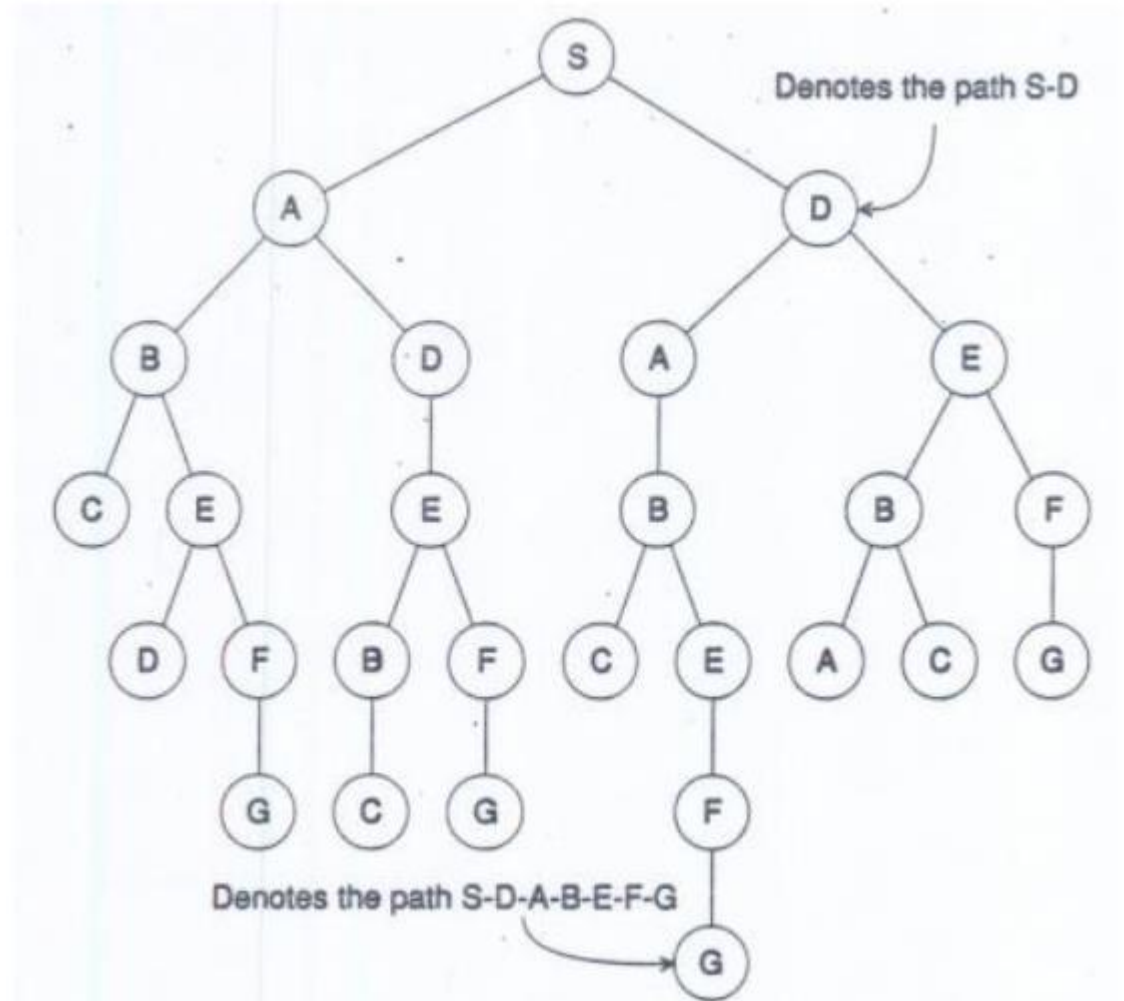 S
Denotes the path S-D
A D
B D A E
C E E B B F
D F B F C E A C G
G C G F
Denotes the path S-D-A-B-E-F-G
G